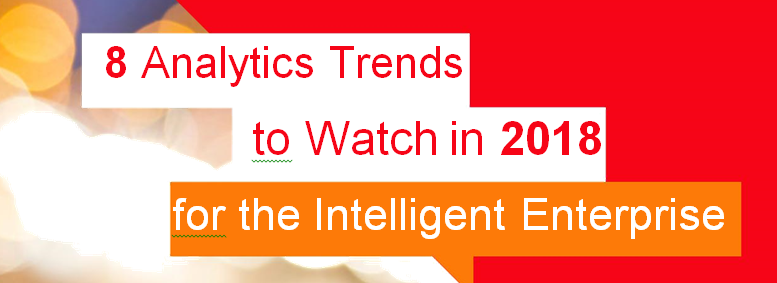 8 Analytics Trends
to Watch in 2018
for the Intelligent Enterprise